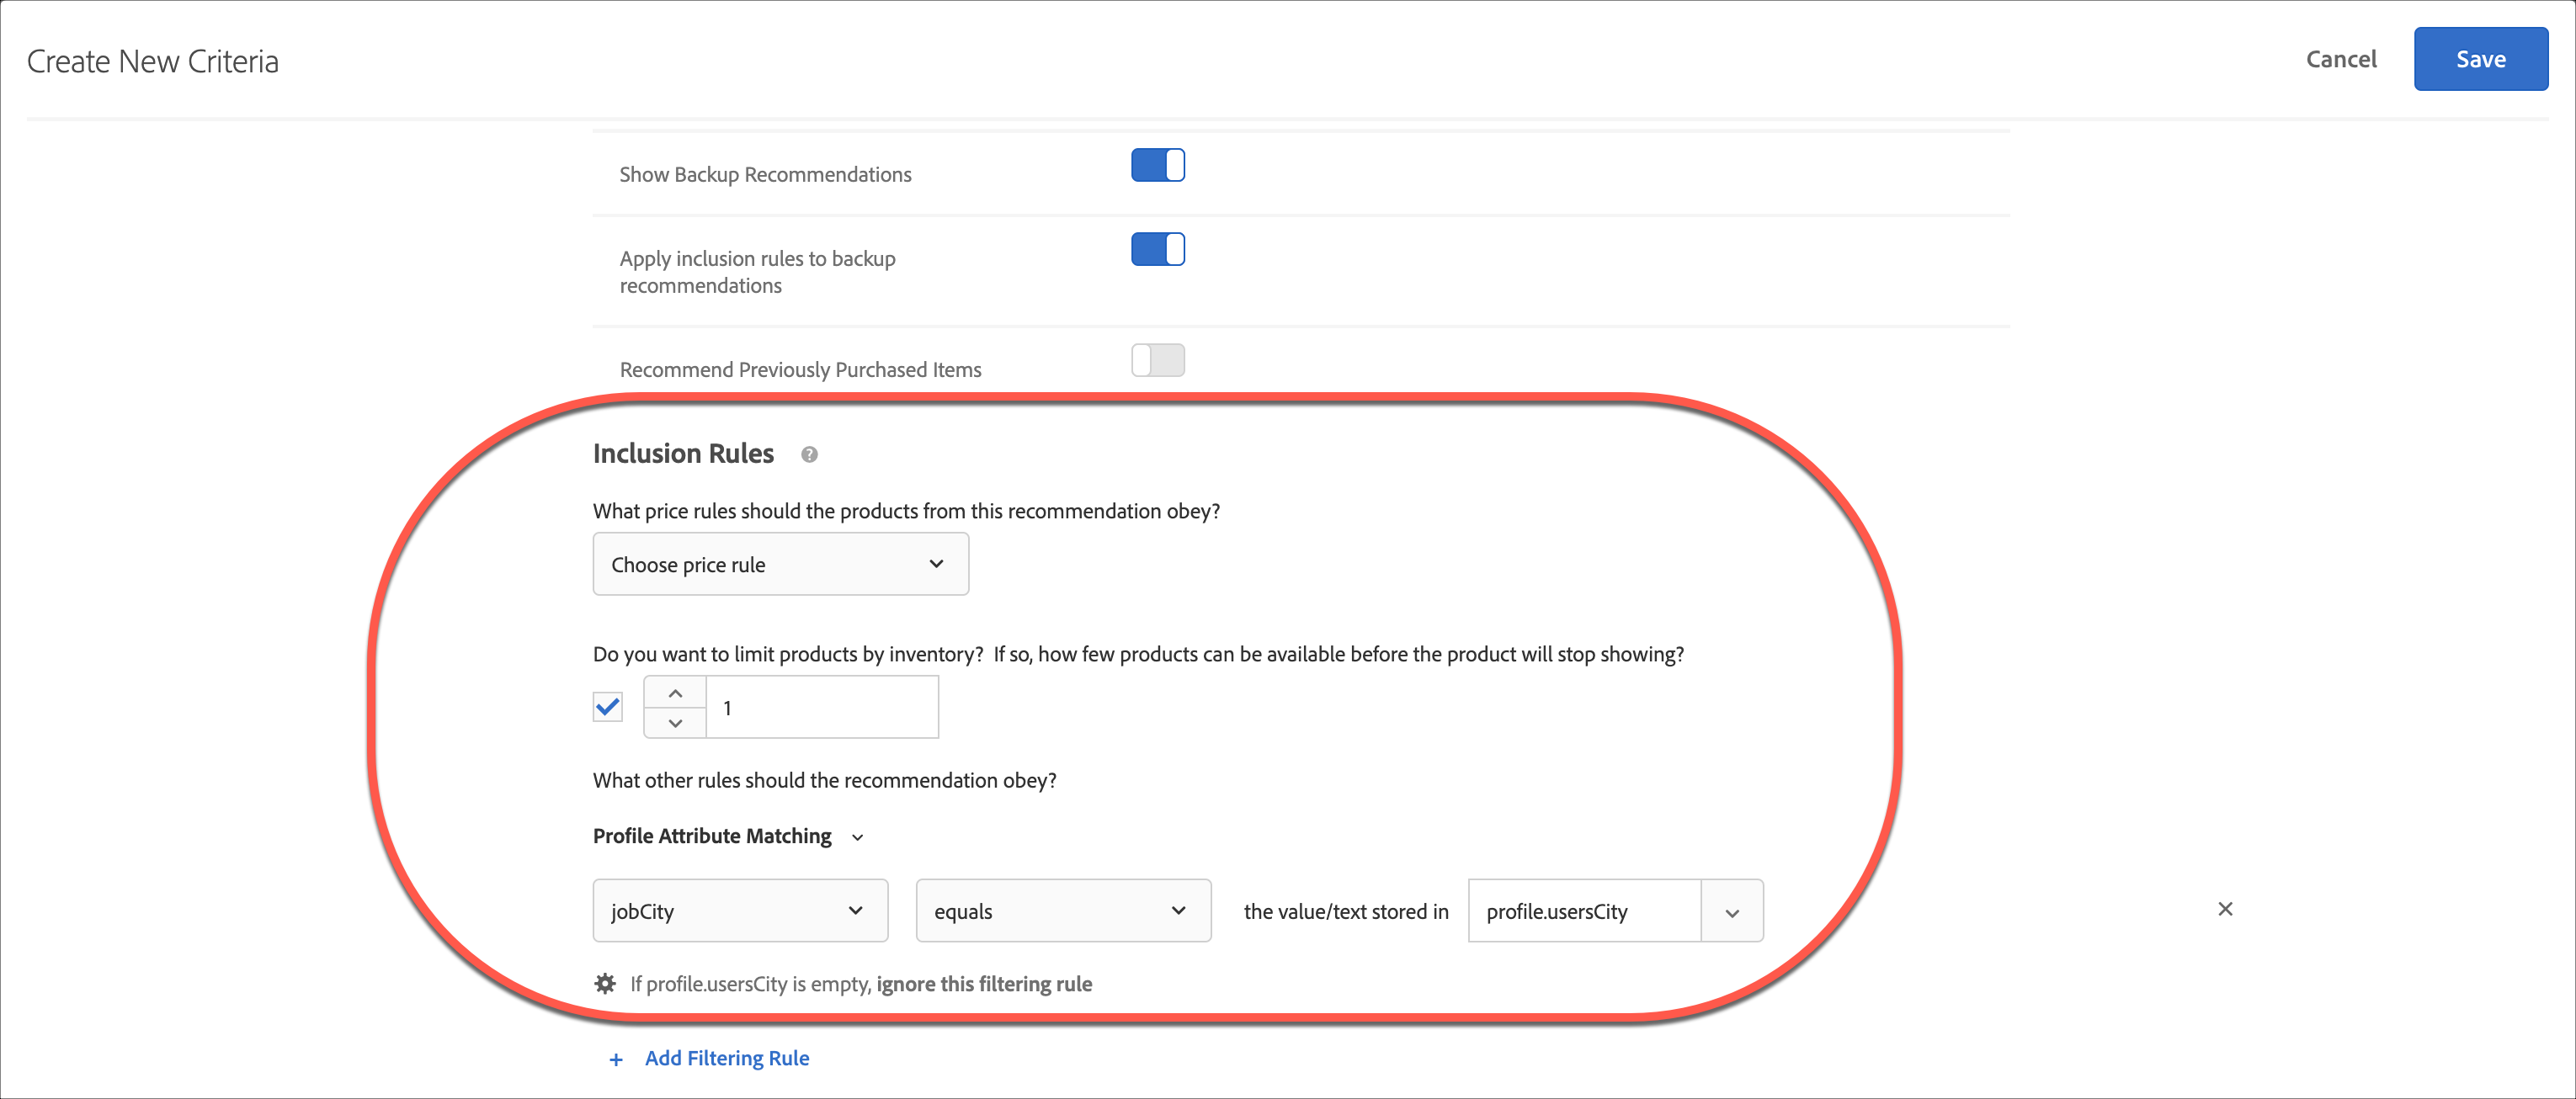 Create New Criteria
Cancel
Save
Show Backup Recommendations
Apply inclusion rules to backup
recommendations
Recommend Previously Purchased Items
Inclusion Rules ?
What price rules should the products from this recommendation obey?
Choose price rule
Do you want to limit products by inventory? If so, how few products can be available before the product will stop showing?
1
What other rules should the recommendation obey?
Profile Attribute Matching
jobCity equals the value/text stored in profile.usersCity
If profile.usersCity is empty, ignore this filtering rule
+ Add Filtering Rule